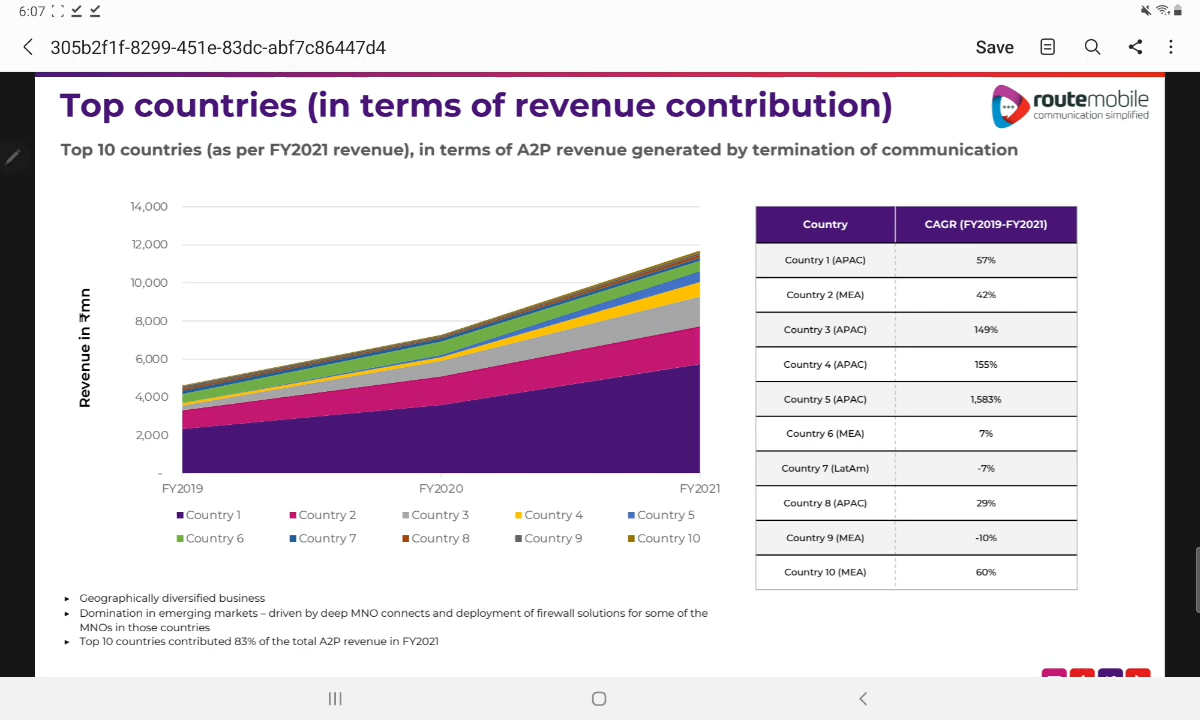 6:07
305b2f1f-8299-451e-83dc-abf7c86447d4
Save
Top countries (in terms of revenue contribution)
routemobile
communication simplified
Top 10 countries (as per FY2021 revenue), in terms of A2P revenue generated by termination of communication
Revenue in ₹mn
14,000
12,000
10,000
8,000
6,000
4,000
2,000
-
FY2019 FY2020 FY2021
Country 1 Country 2 Country 3 Country 4 Country 5
Country 6 Country 7 Country 8 Country 9 Country 10
Country CAGR (FY2019-FY2021)
Country 1 (APAC) 57%
Country 2 (MEA) 42%
Country 3 (APAC) 149%
Country 4 (APAC) 155%
Country 5 (APAC) 1,583%
Country 6 (MEA) 7%
Country 7 (LatAm) -7%
Country 8 (APAC) 29%
Country 9 (MEA) -10%
Country 10 (MEA) 60%
▸ Geographically diversified business
▸ Domination in emerging markets – driven by deep MNO connects and deployment of firewall solutions for some of the
MNOs in those countries
▸ Top 10 countries contributed 83% of the total A2P revenue in FY2021